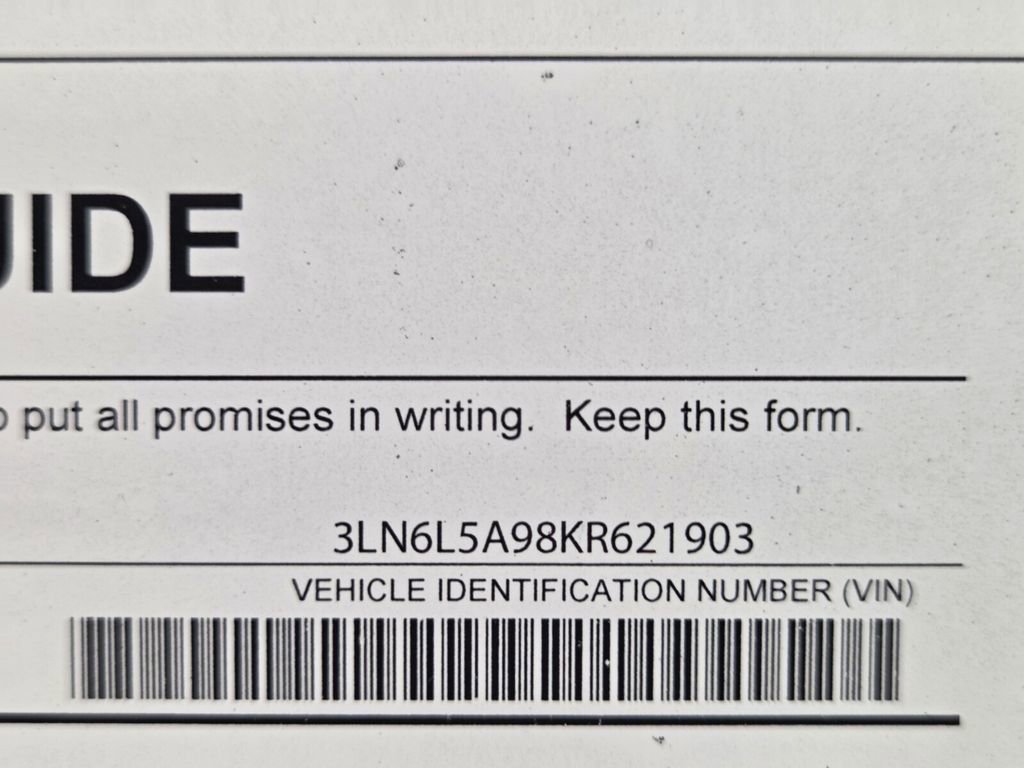 UIDE
put all promises in writing. Keep this form.
3LN6L5A98KR621903
VEHICLE IDENTIFICATION NUMBER (VIN)